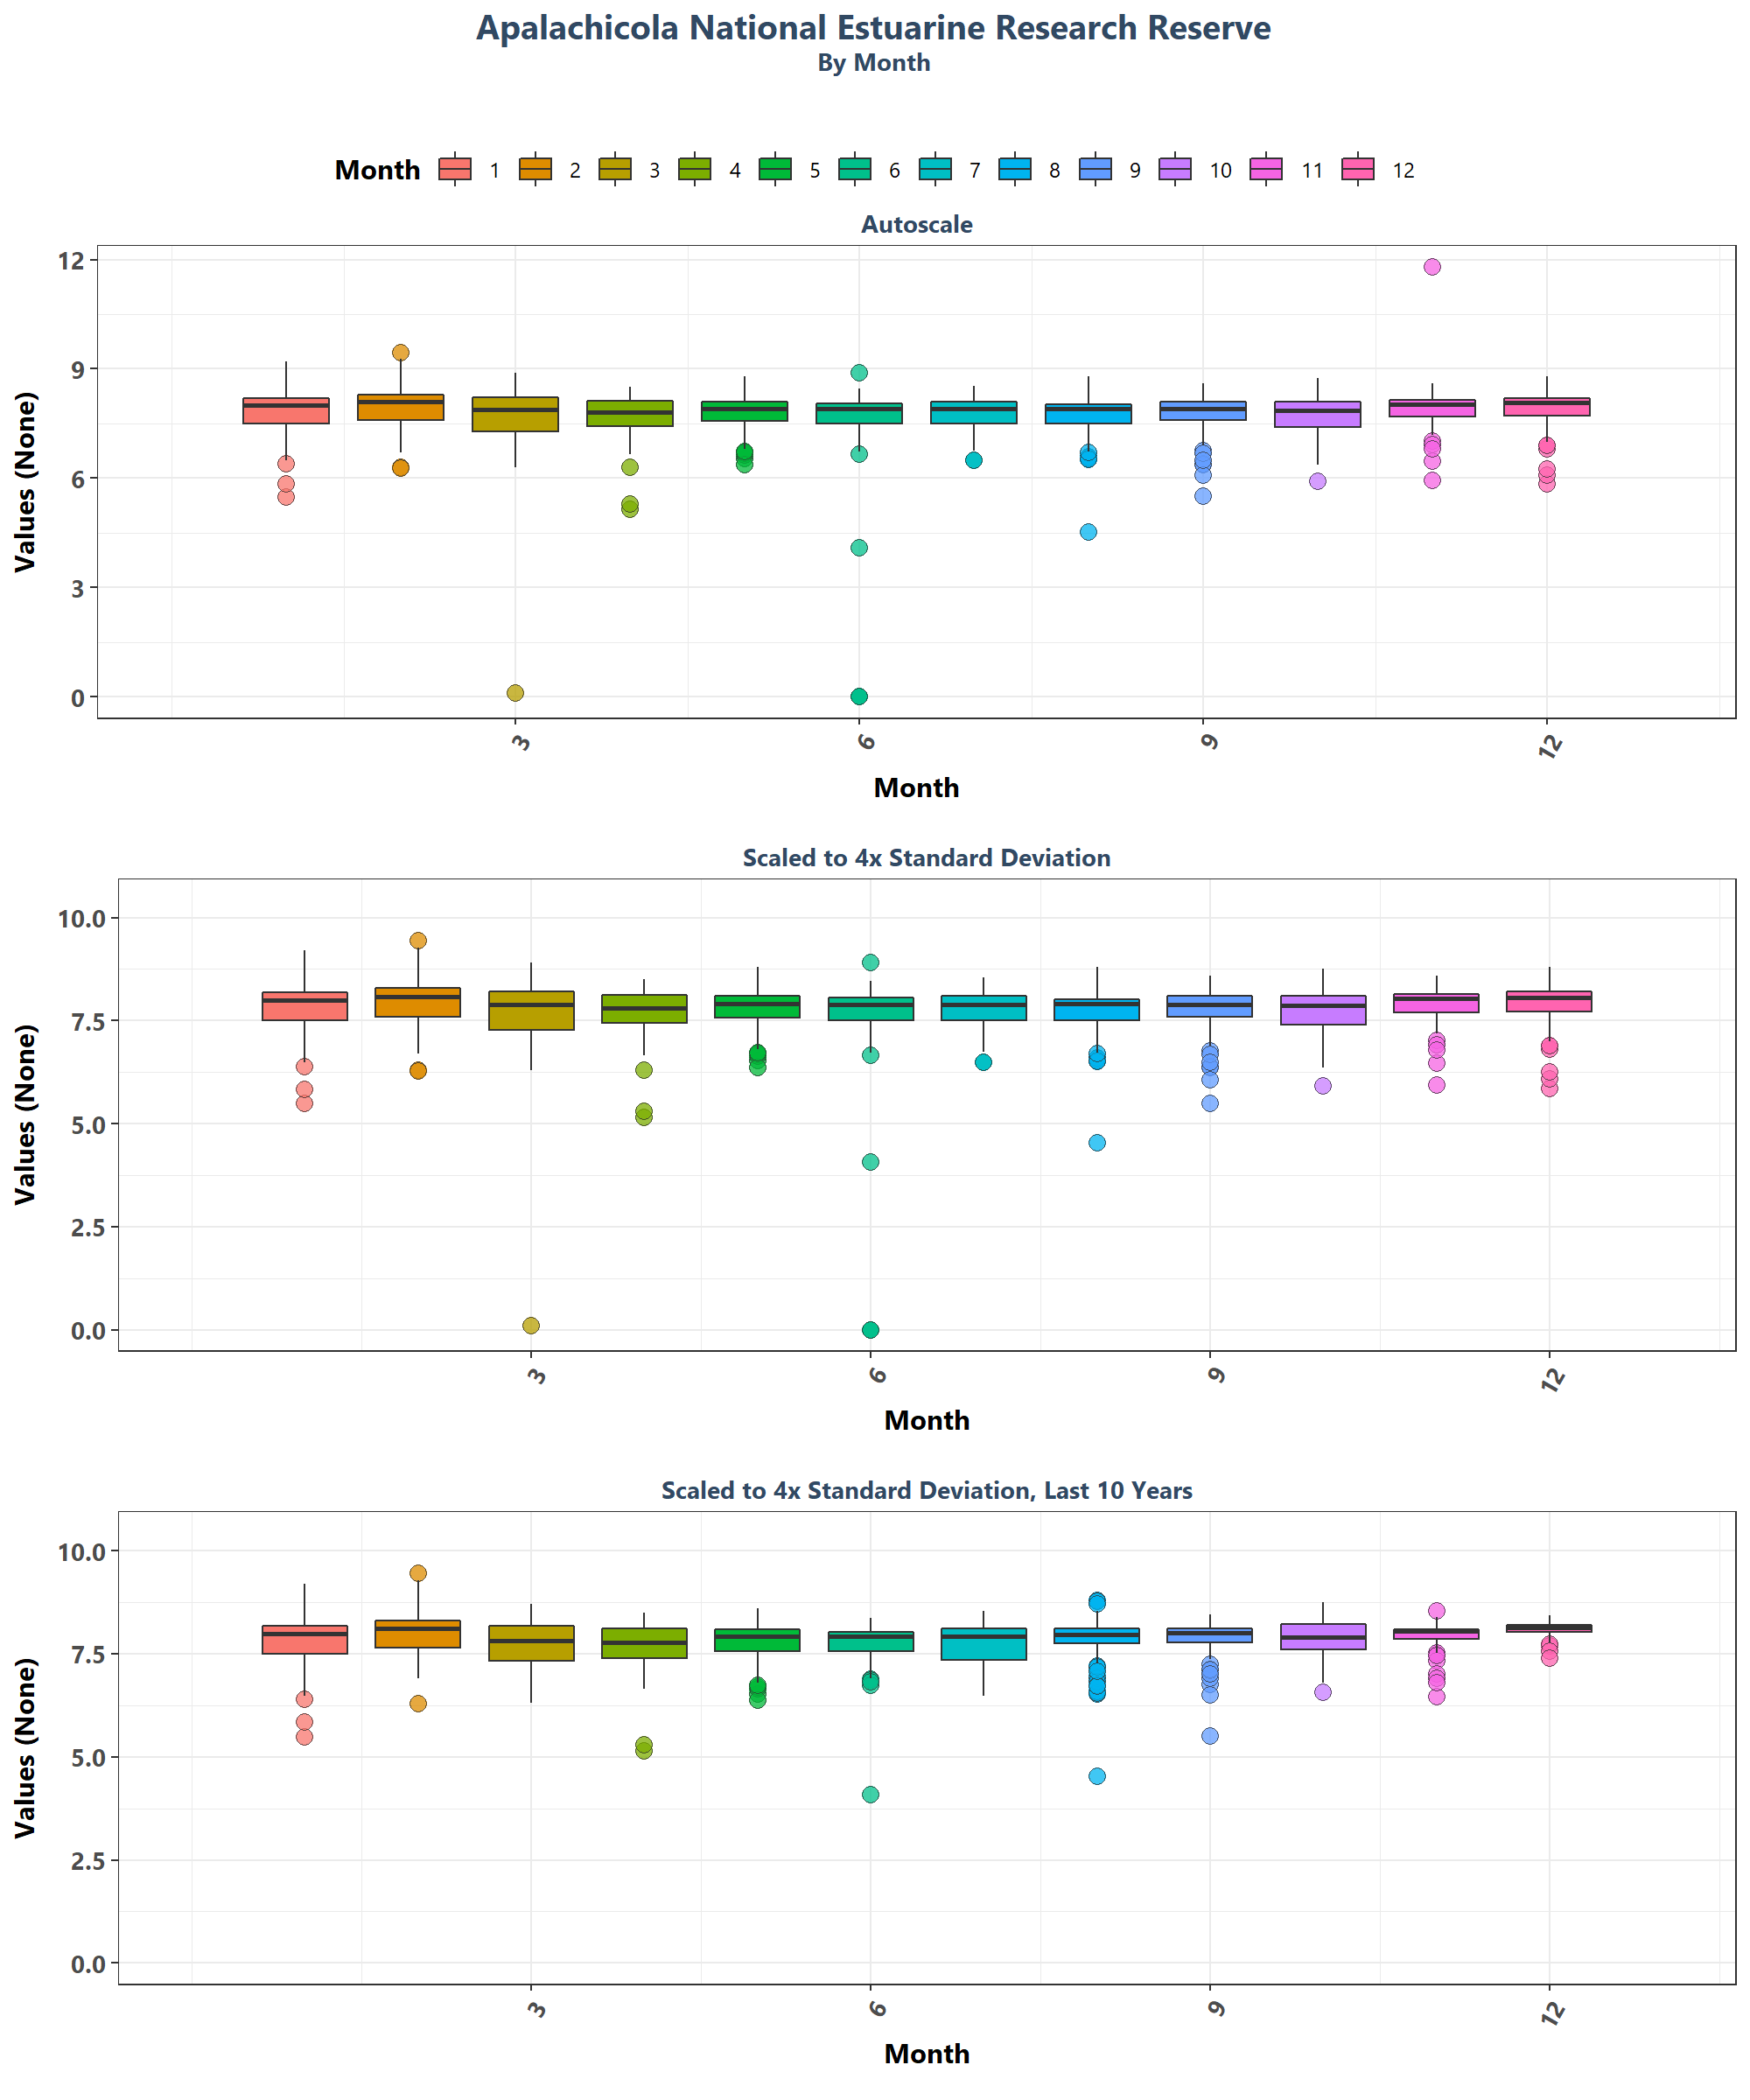 Apalachicola National Estuarine Research Reserve
By Month
Month 1 2 3 4 5 6 7 8 9 10 11 12
Autoscale
Values (None)
12
9
6
3
0
3 6 9 12
Month
Scaled to 4x Standard Deviation
Values (None)
10.0
7.5
5.0
2.5
0.0
3 6 9 12
Month
Scaled to 4x Standard Deviation, Last 10 Years
Values (None)
10.0
7.5
5.0
2.5
0.0
3 6 9 12
Month